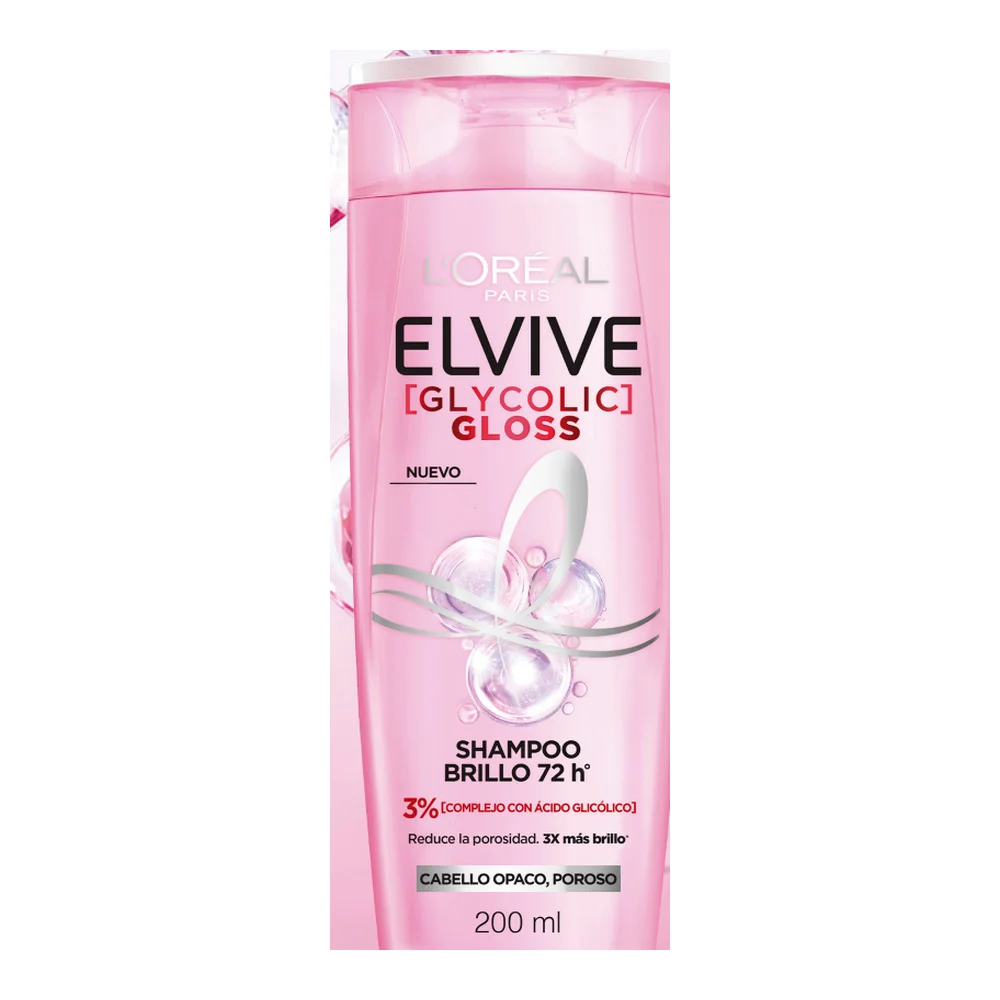 L'ORÉAL
PARIS
ELVIVE
[GLYCOLIC]
GLOSS
NUEVO
SHAMPOO
BRILLO 72 h°
3% [COMPLEJO CON ÁCIDO GLICÓLICO]
Reduce la porosidad. 3X más brillo*
CABELLO OPACO, POROSO
200 ml